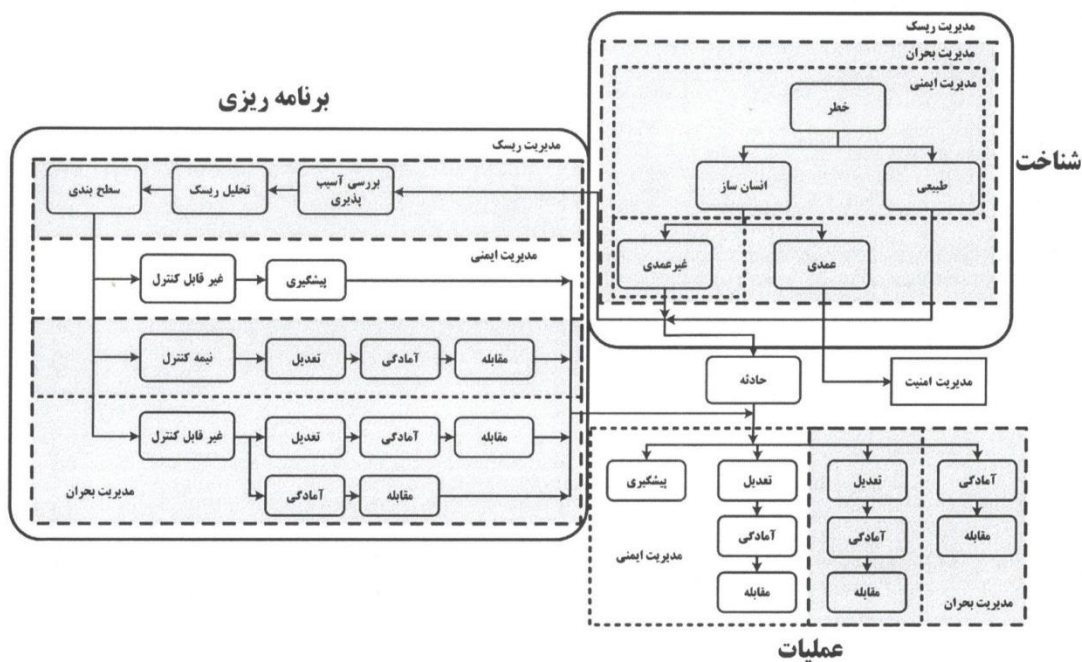 مدیریت ریسک
مدیریت بحران
مدیریت ایمنی
خطر
شناخت
طبیعی
انسان ساز
عمدی
غیرعمدی
حادثه
مدیریت امنیت
برنامه ریزی
مدیریت ریسک
بررسی آسیب
پذیری
تحلیل ریسک
سطح بندی
مدیریت ایمنی
غیر قابل کنترل
پیشگیری
نیمه کنترل
تعدیل
آمادگی
مقابله
غیر قابل کنترل
تعدیل
آمادگی
مقابله
آمادگی
مقابله
مدیریت بحران
آمادگی
تعدیل
تعدیل
پیشگیری
مقابله
آمادگی
آمادگی
مدیریت ایمنی
مقابله
مقابله
مدیریت بحران
عملیات